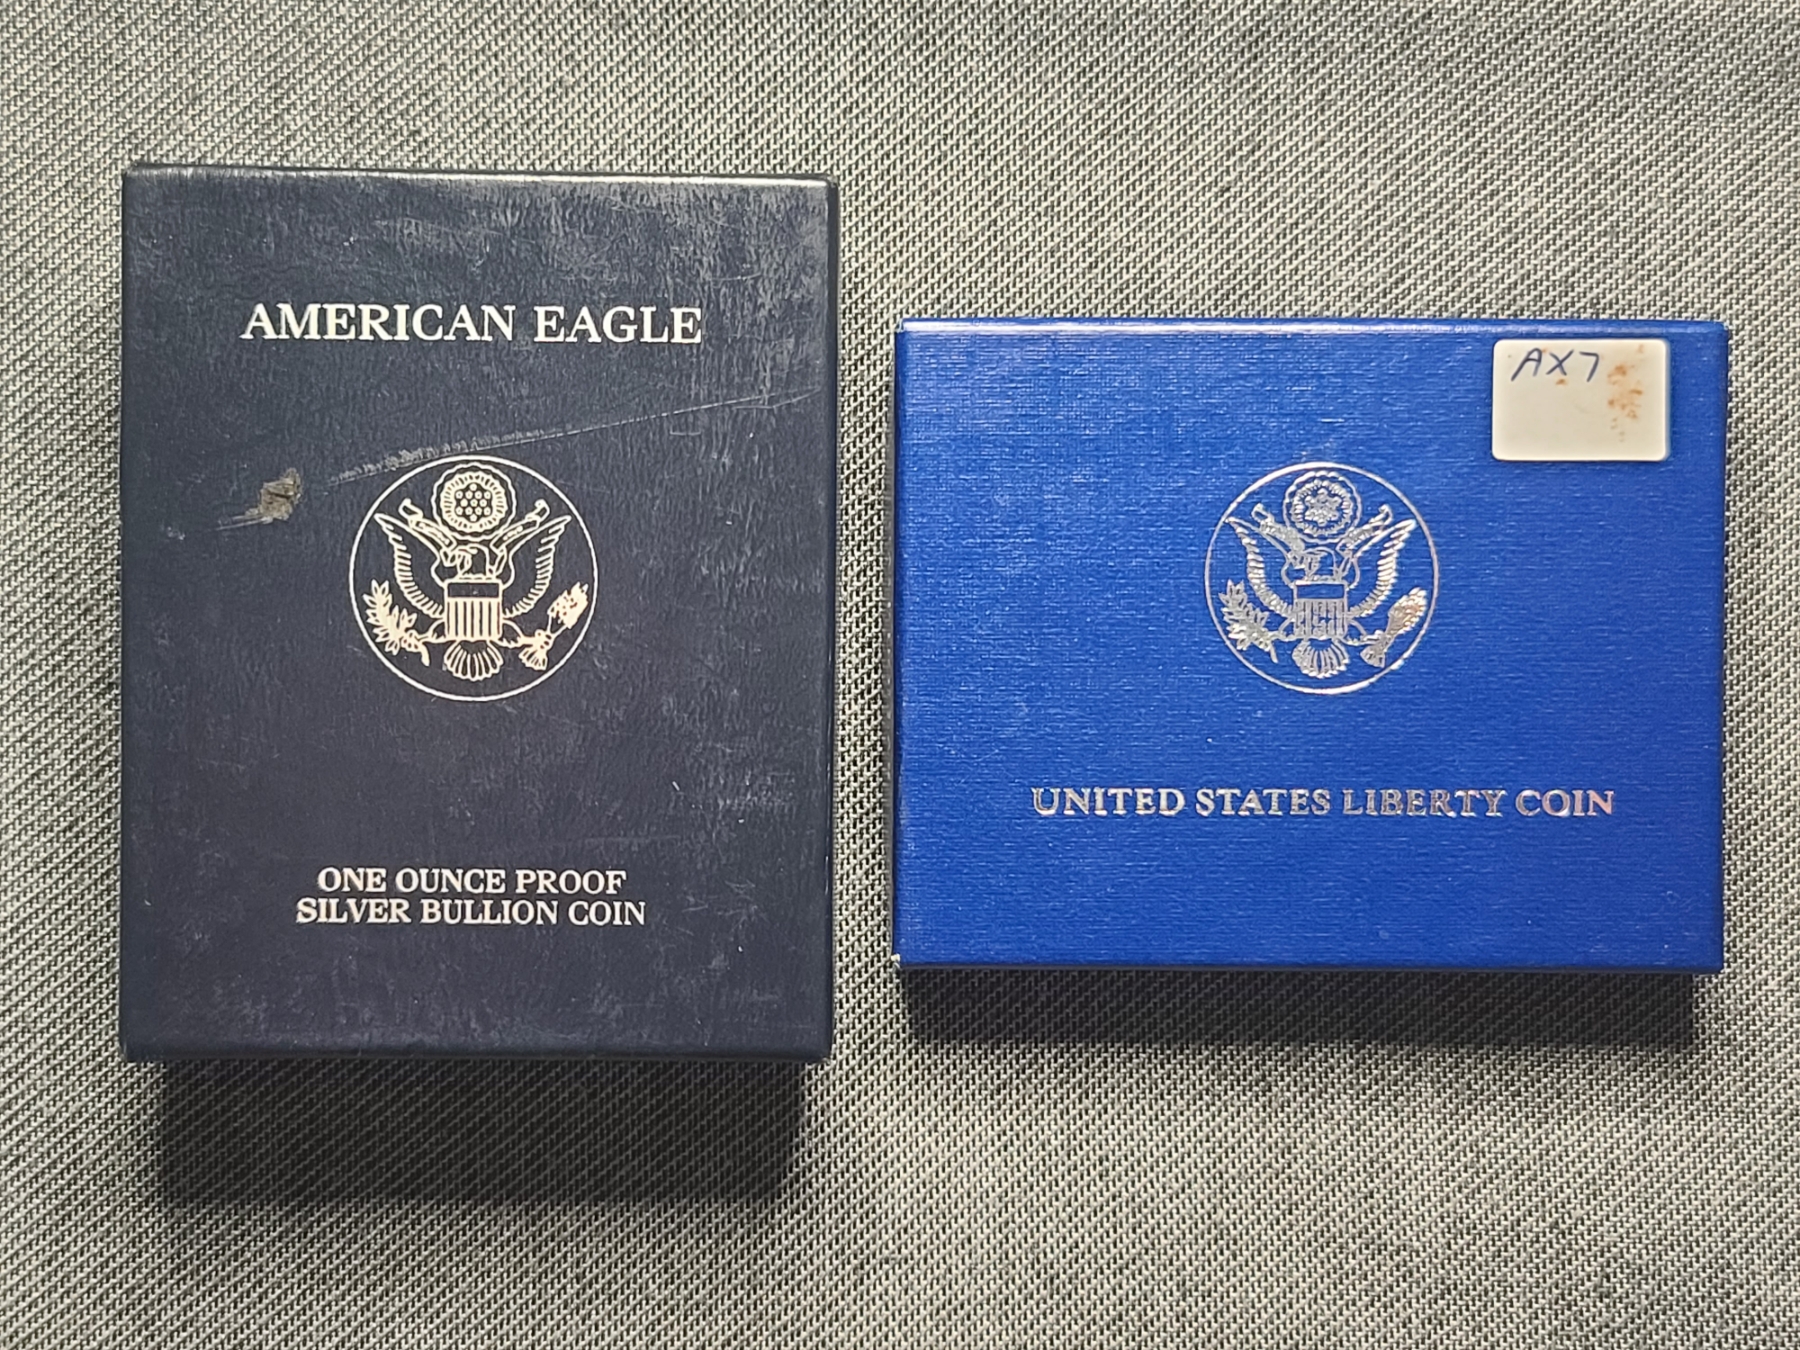 AMERICAN EAGLE
ONE OUNCE PROOF
SILVER BULLION COIN
AX7
UNITED STATES LIBERTY COIN